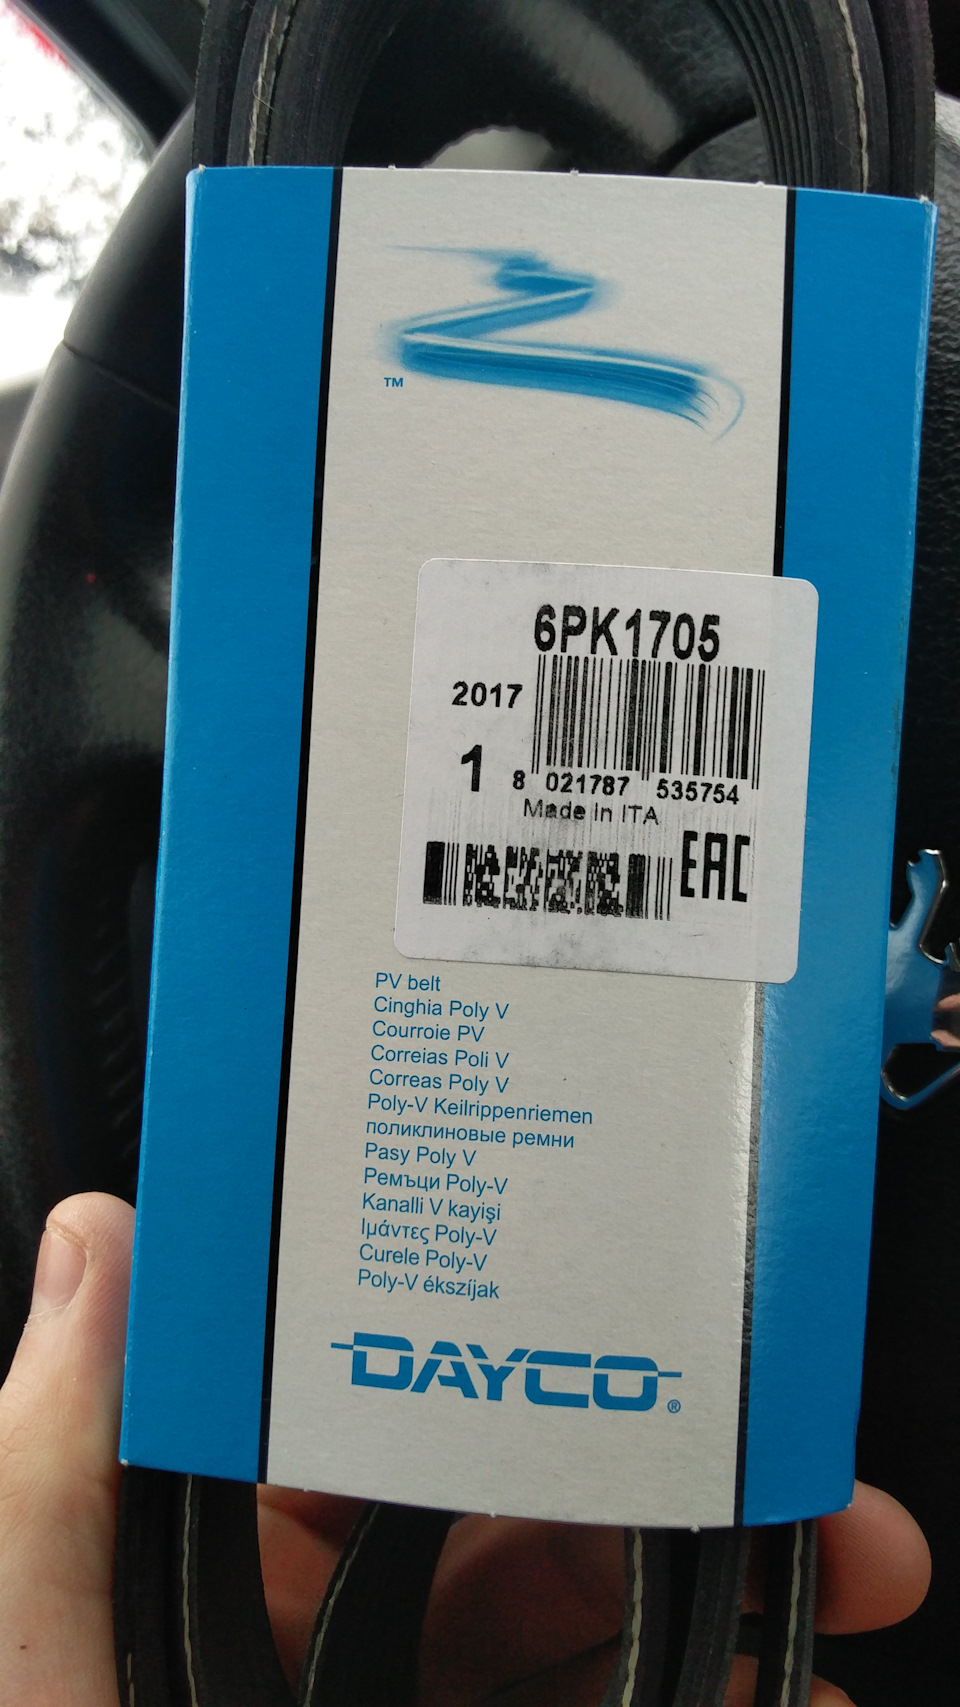 TM
6PK1705
2017
1
8 021787 535754
Made In ITA
EAC
PV belt
Cinghia Poly V
Courroie PV
Correias Poli V
Correas Poly V
Poly-V Keilrippenriemen
поликлиновые ремни
Pasy Poly V
Ремъци Poly-V
Kanalli V kayişi
Ιμάντες Poly-V
Curele Poly-V
Poly-V ékszíjak
DAYCO®